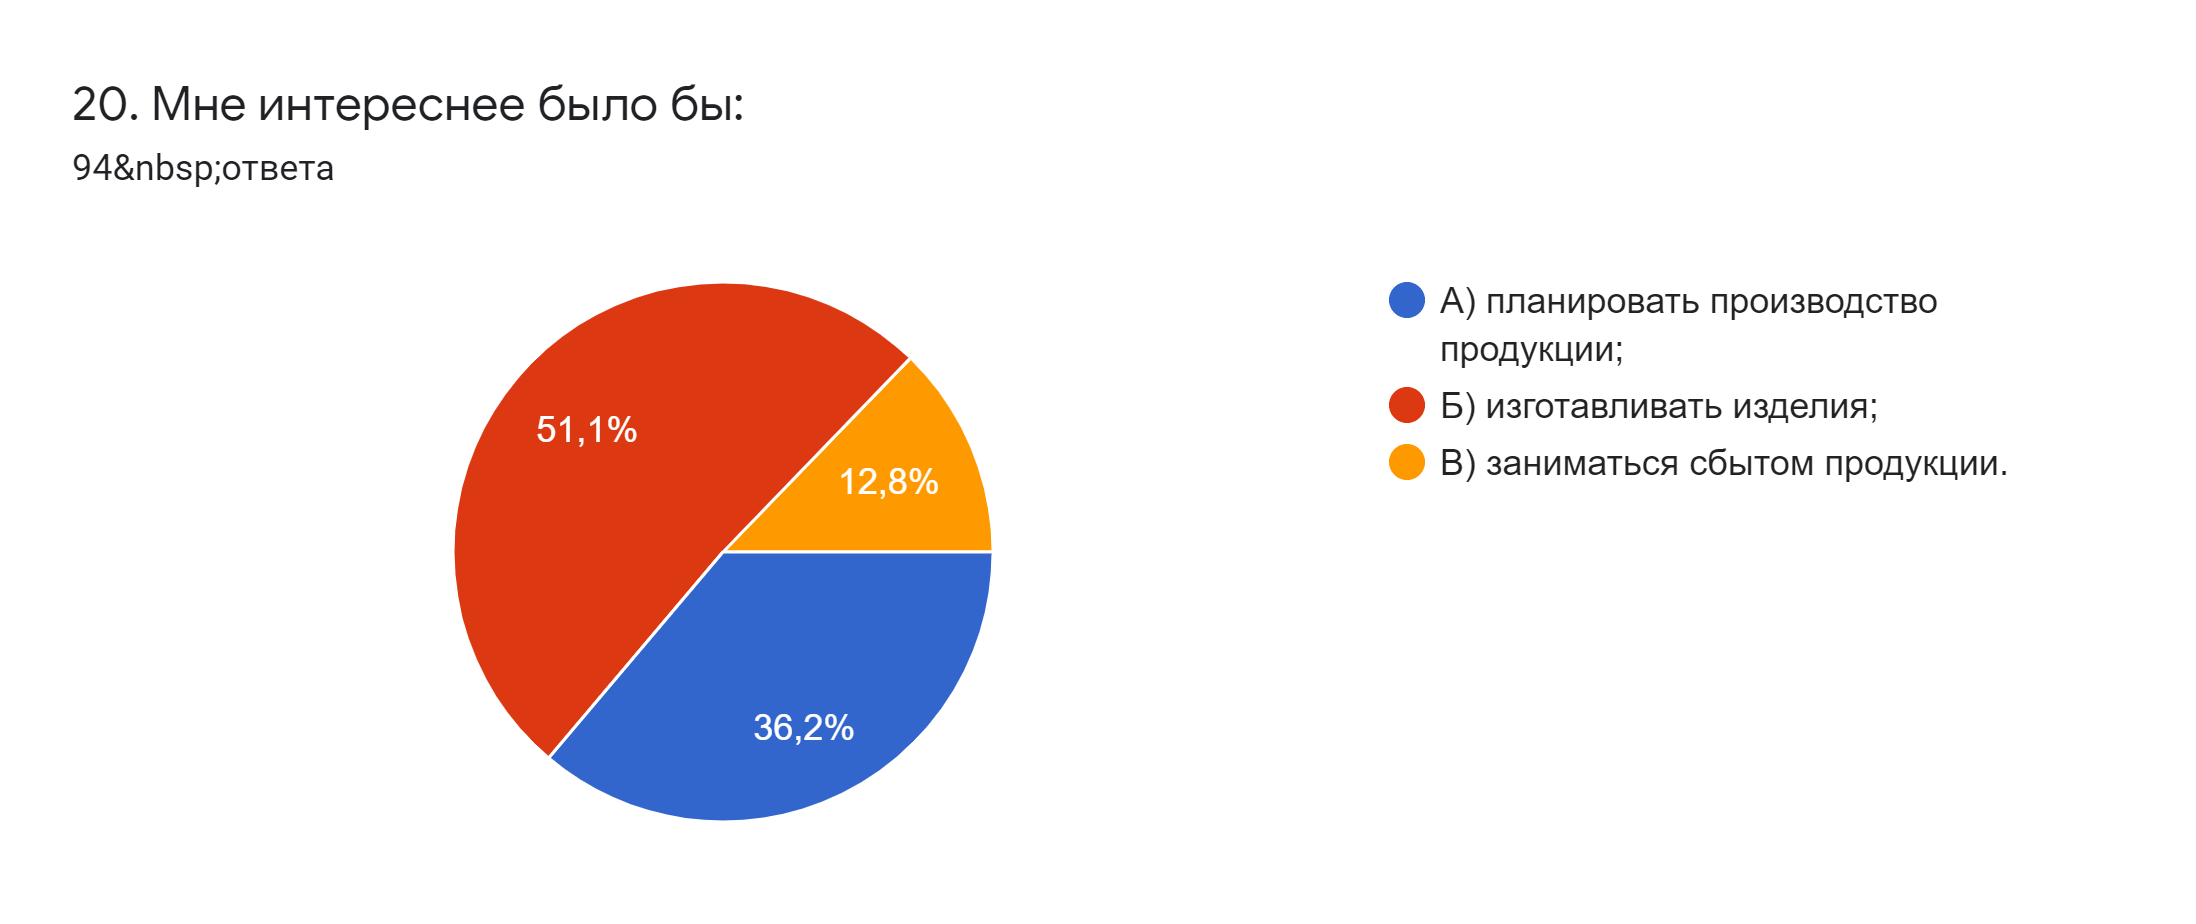 20. Мне интереснее было бы:
94&nbsp;ответа
А) планировать производство
продукции;
Б) изготавливать изделия;
В) заниматься сбытом продукции.
51,1%
12,8%
36,2%